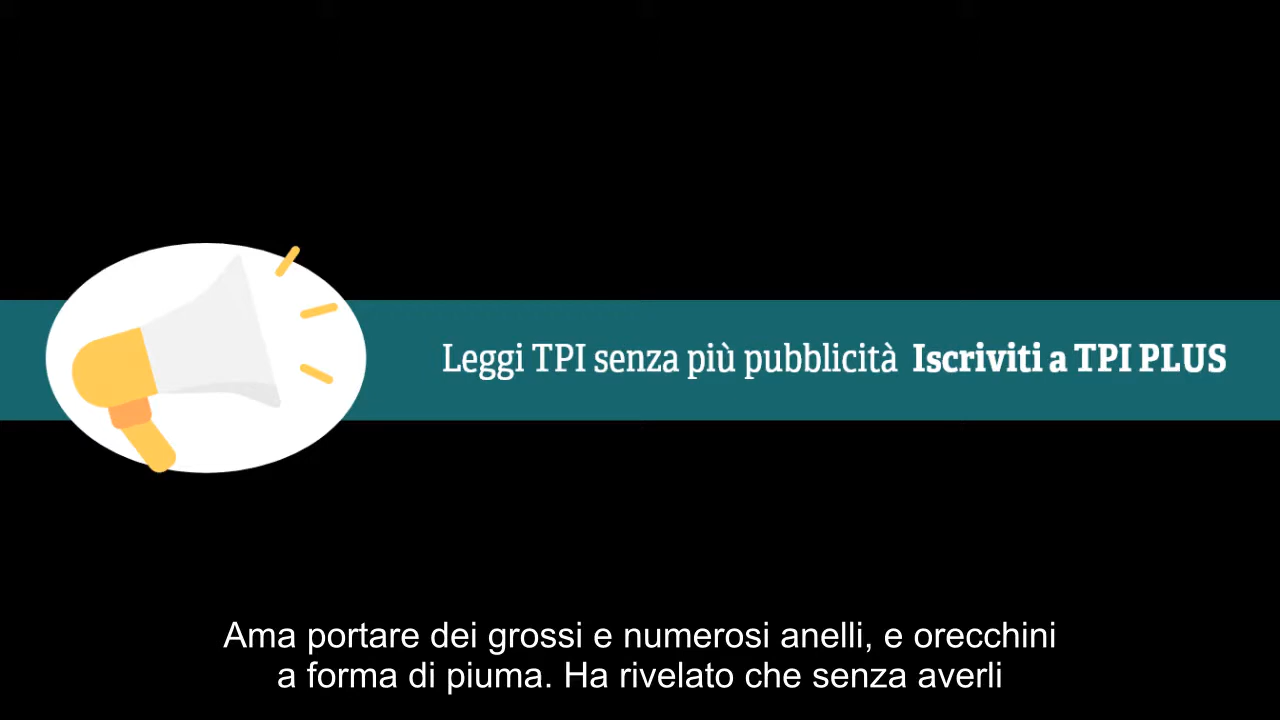 Leggi TPI senza più pubblicità Iscriviti a TPI PLUS
Ama portare dei grossi e numerosi anelli, e orecchini
a forma di piuma. Ha rivelato che senza averli